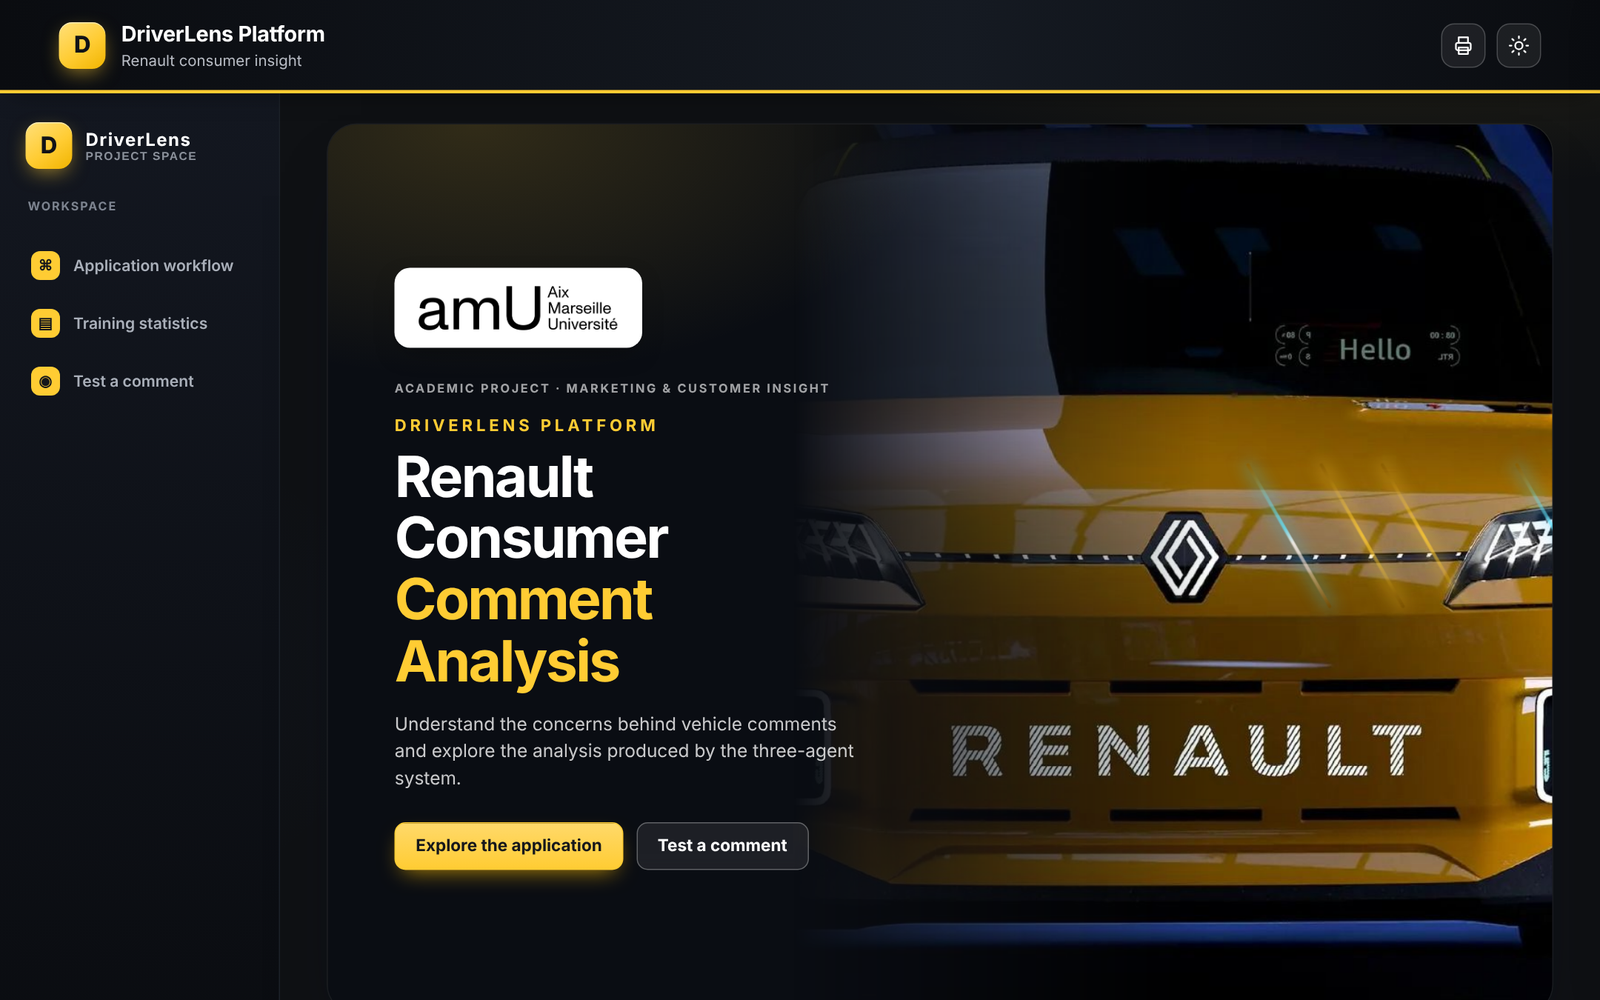 D
DriverLens Platform
Renault consumer insight
D
DriverLens
PROJECT SPACE
WORKSPACE
Application workflow
Training statistics
Test a comment
amU
Aix
Marseille
Université
ACADEMIC PROJECT · MARKETING & CUSTOMER INSIGHT
DRIVERLENS PLATFORM
Renault
Consumer
Comment
Analysis
Understand the concerns behind vehicle comments
and explore the analysis produced by the three-agent
system.
Explore the application
Test a comment
Hello
RENAULT